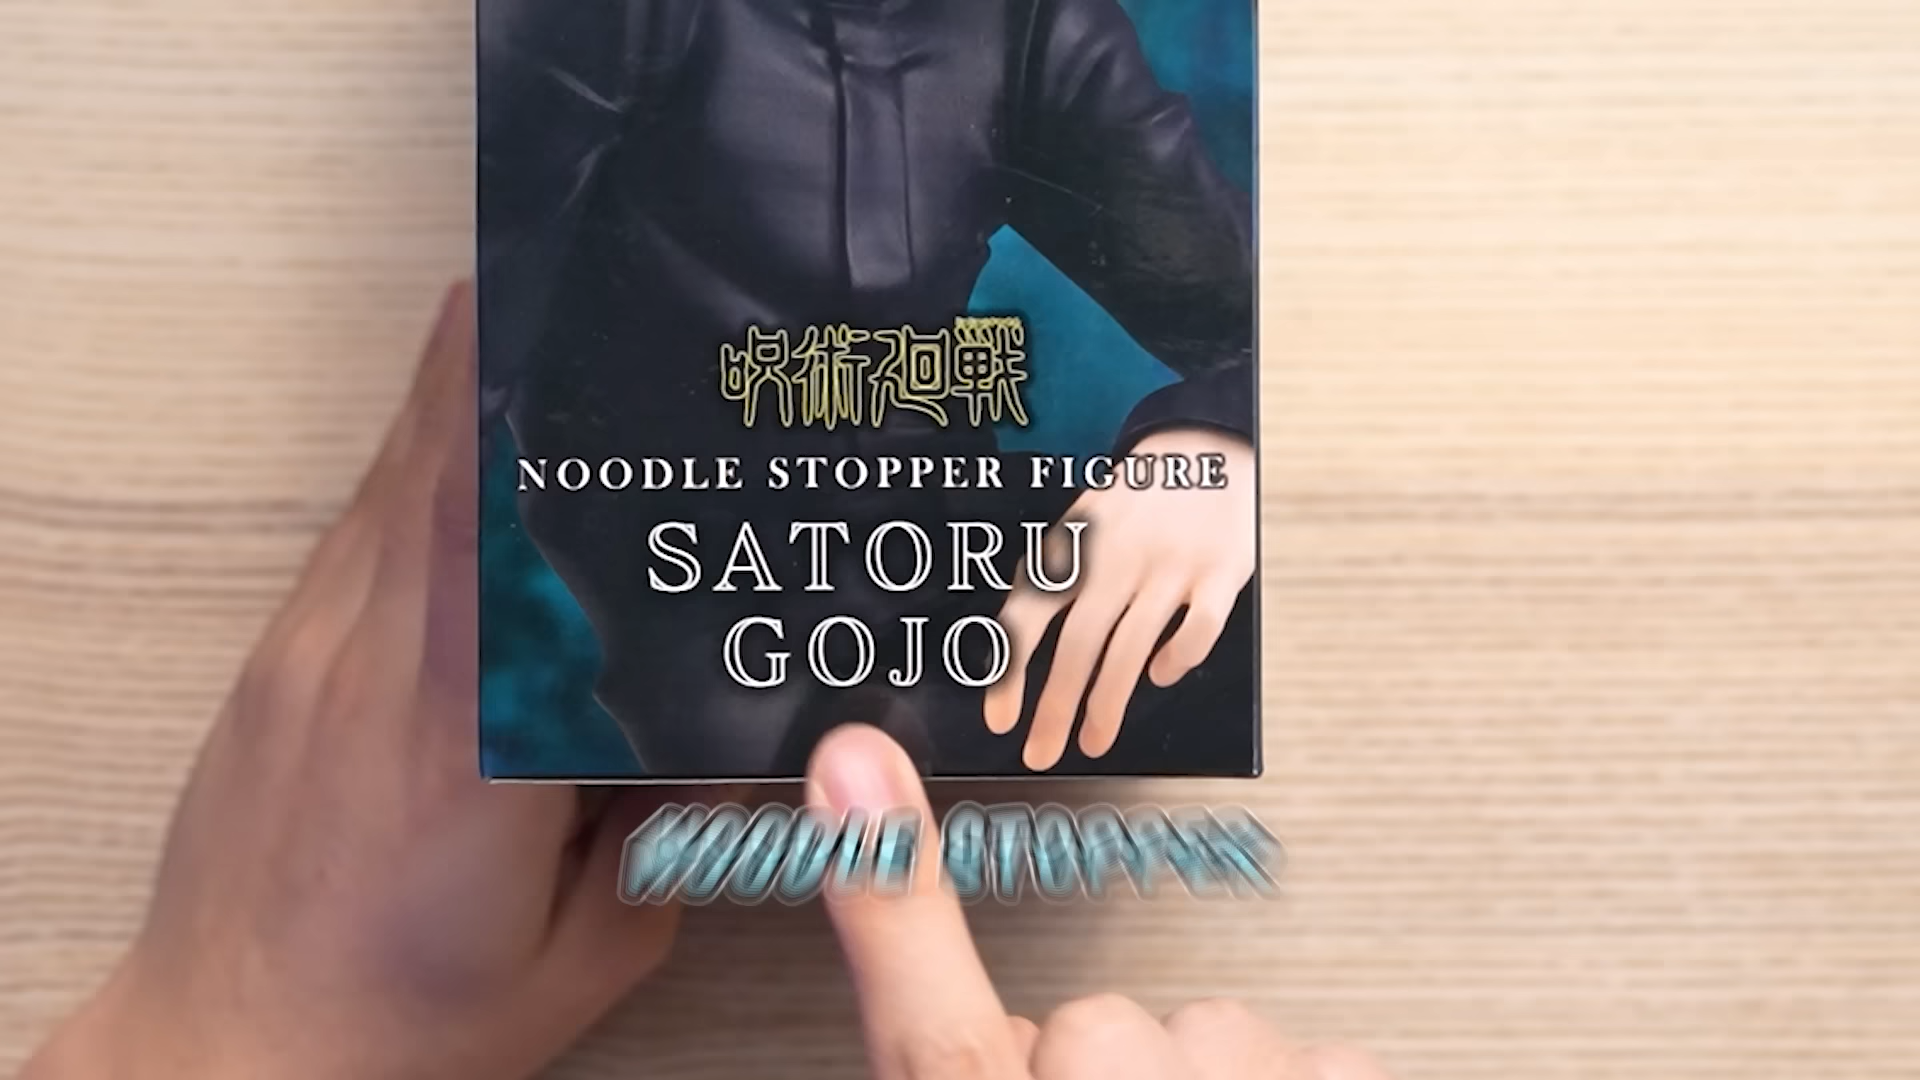 呪術廻戦
NOODLE STOPPER FIGURE
SATORU
GOJO
NOODLE STOPPER